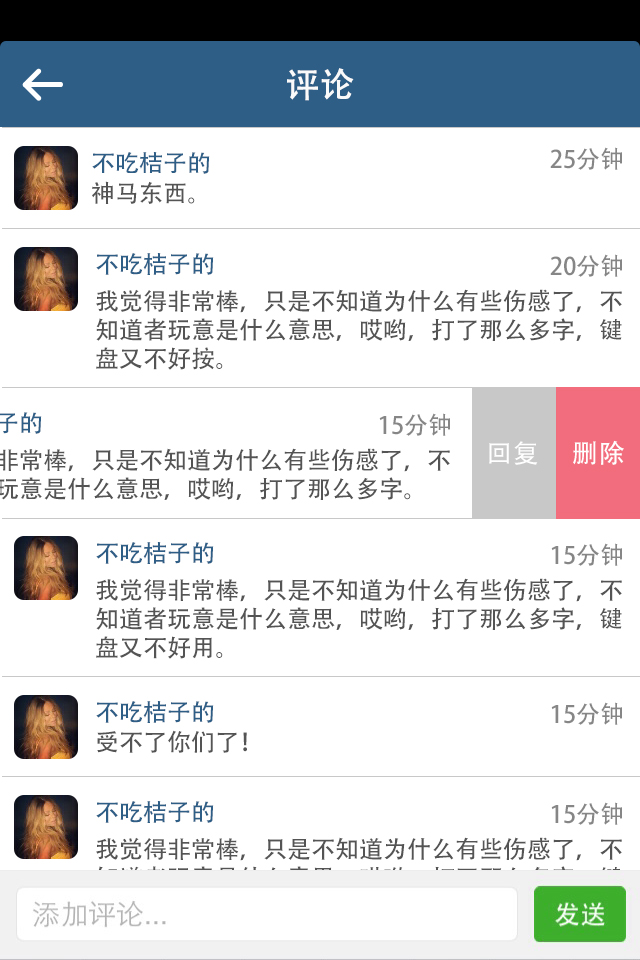 评论
不吃桔子的
25分钟
神马东西。
不吃桔子的
20分钟
我觉得非常棒，只是不知道为什么有些伤感了，不
知道者玩意是什么意思，哎哟，打了那么多字，键
盘又不好按。
子的
15分钟
非常棒，只是不知道为什么有些伤感了，不
玩意是什么意思，哎哟，打了那么多字。
回复
删除
不吃桔子的
15分钟
我觉得非常棒，只是不知道为什么有些伤感了，不
知道者玩意是什么意思，哎哟，打了那么多字，键
盘又不好用。
不吃桔子的
15分钟
受不了你们了！
不吃桔子的
15分钟
我觉得非常棒，只是不知道为什么有些伤感了，不
添加评论...
发送